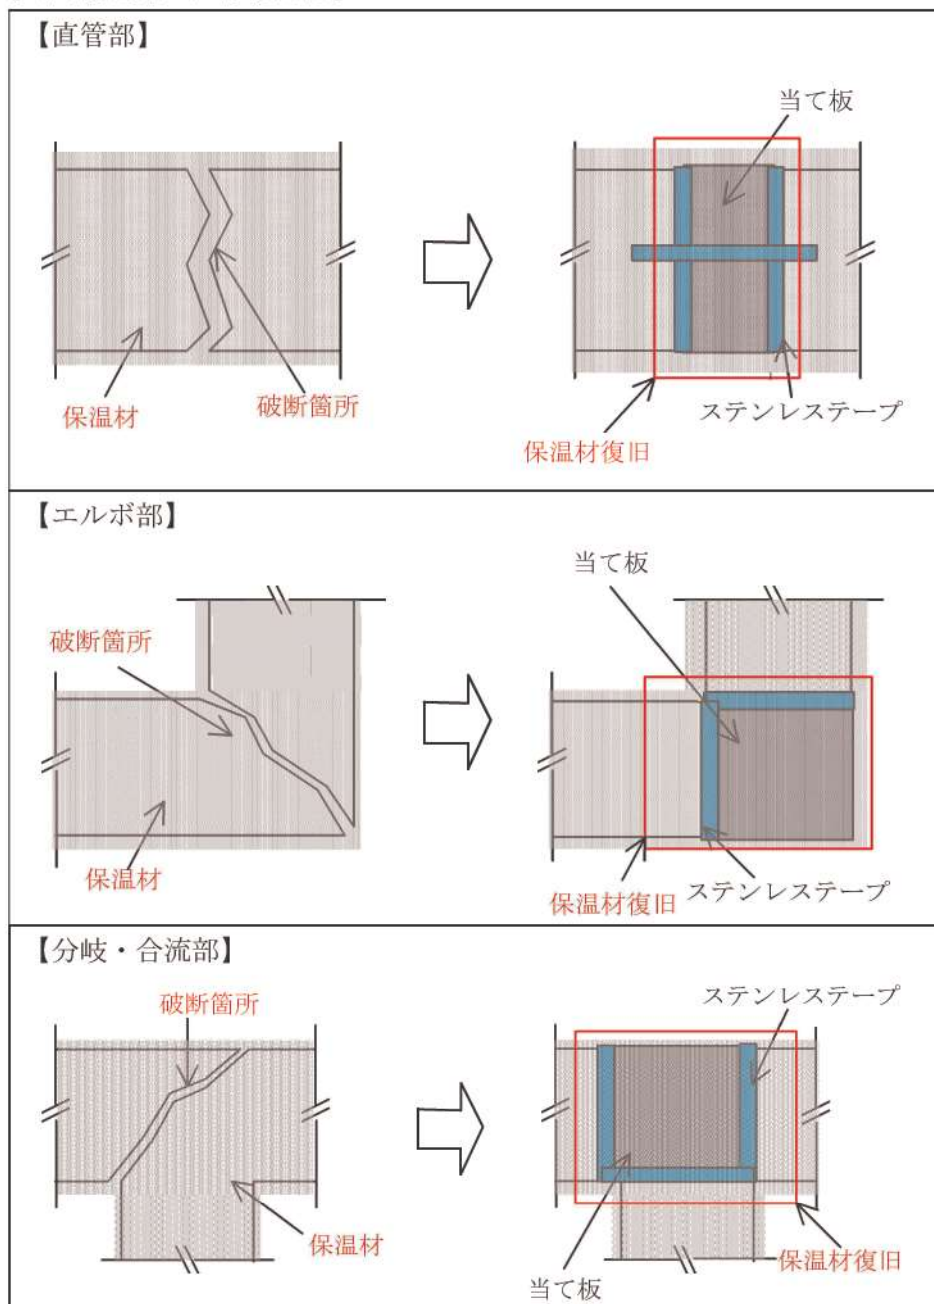 【直管部】
当て板
保温材
破断箇所
ステンレステープ
保温材復旧
【エルボ部】
当て板
破断箇所
保温材
ステンレステープ
保温材復旧
【分岐・合流部】
破断箇所
ステンレステープ
保温材
保温材復旧
当て板